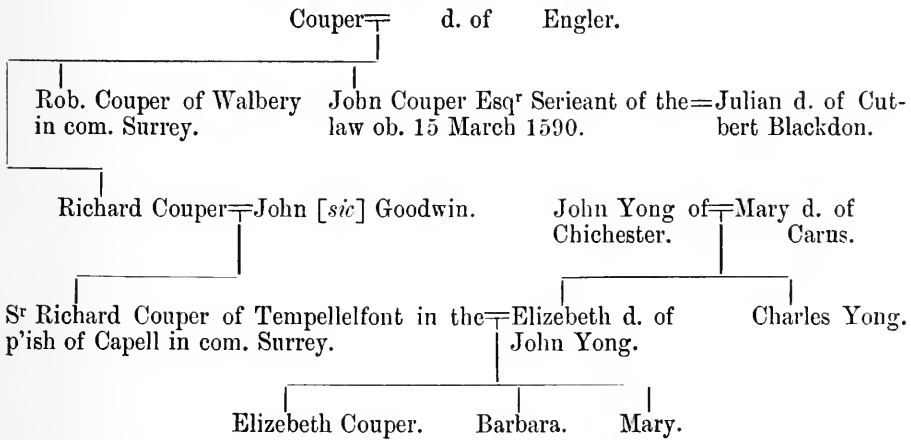 Couper= d. of Engler.
Rob. Couper of Walbery
in com. Surrey.
John Couper Esqr Serieant of the=Julian d. of Cut-
law ob. 15 March 1590. bert Blackdon.
Richard Couper=John [sic] Goodwin.
John Yong of=Mary d. of
Chichester. Carus.
Sr Richard Couper of Tempellelfont in the=Elizebeth d. of
p'ish of Capell in com. Surrey. John Yong.
Charles Yong.
Elizebeth Couper. Barbara. Mary.